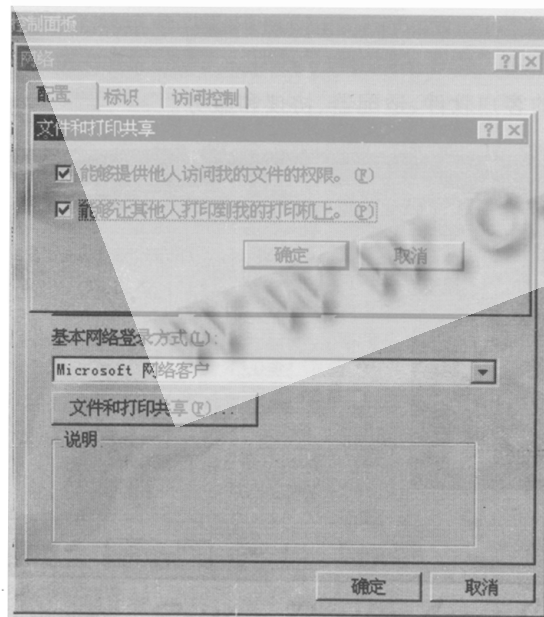 控制面板
网络
配置 标识 访问控制
文件和打印共享
能够提供他人访问我的文件的权限。(F)
能够让其他人打印到我的打印机上。(P)
确定 取消
基本网络登录方式(L):
Microsoft 网络客户
文件和打印共享(F)...
说明
确定 取消
www.c